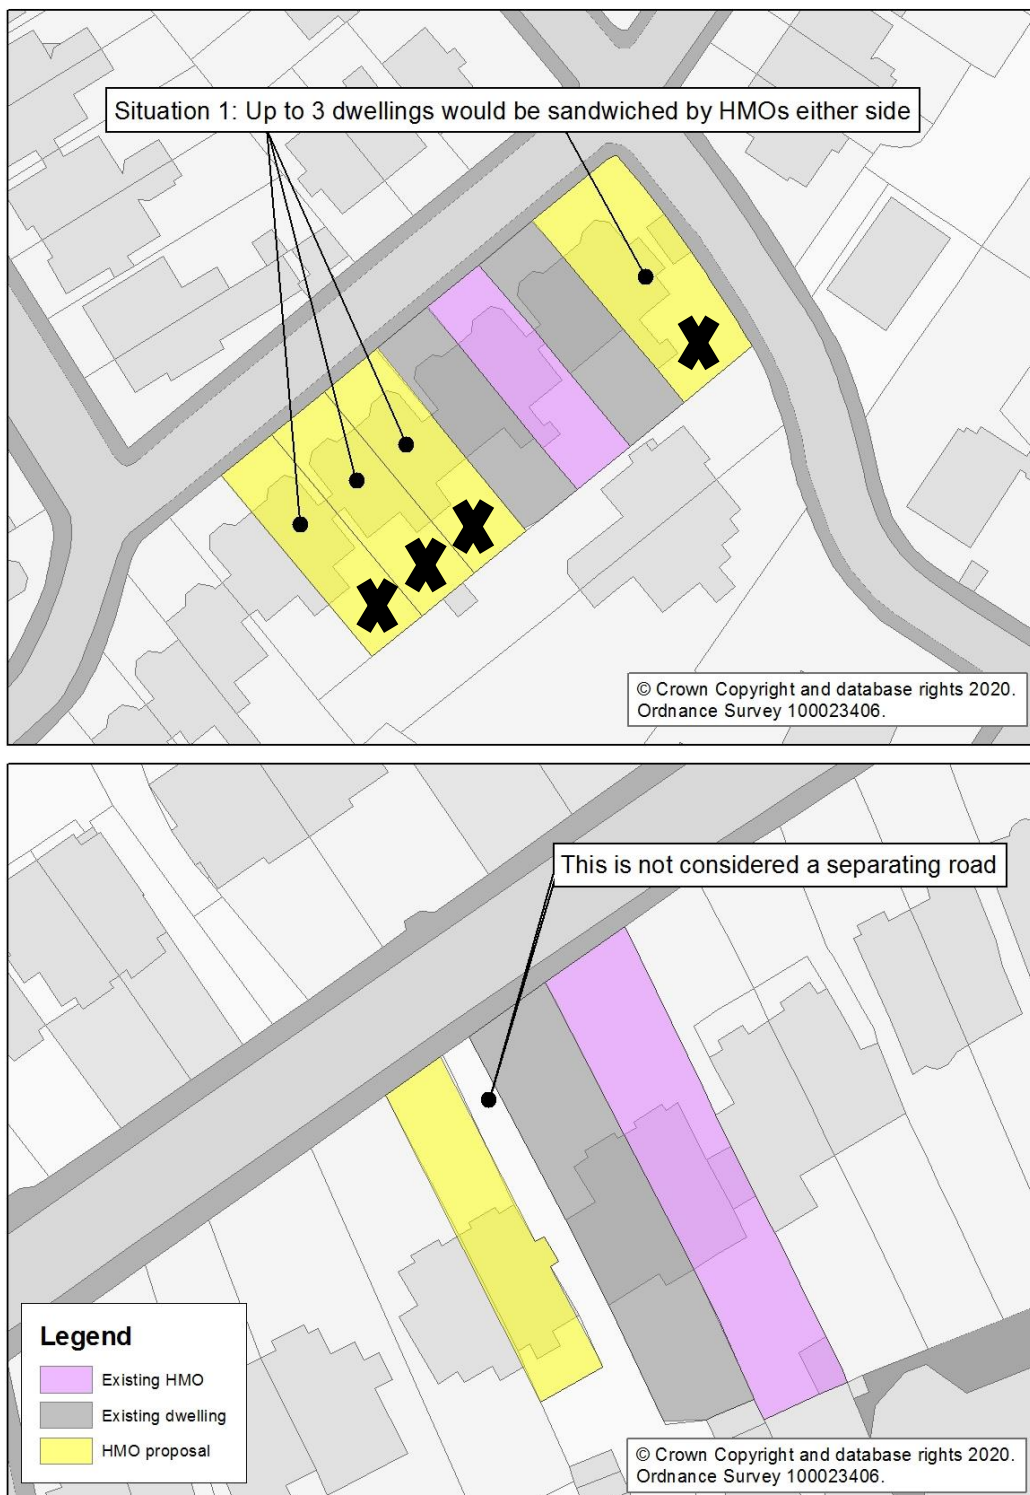 Situation 1: Up to 3 dwellings would be sandwiched by HMOs either side
© Crown Copyright and database rights 2020.
Ordnance Survey 100023406.
This is not considered a separating road
Legend
Existing HMO
Existing dwelling
HMO proposal
© Crown Copyright and database rights 2020.
Ordnance Survey 100023406.